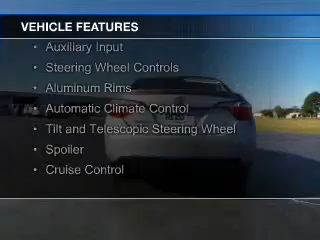 VEHICLE FEATURES
• Auxiliary Input
• Steering Wheel Controls
• Aluminum Rims
• Automatic Climate Control
• Tilt and Telescopic Steering Wheel
• Spoiler
• Cruise Control